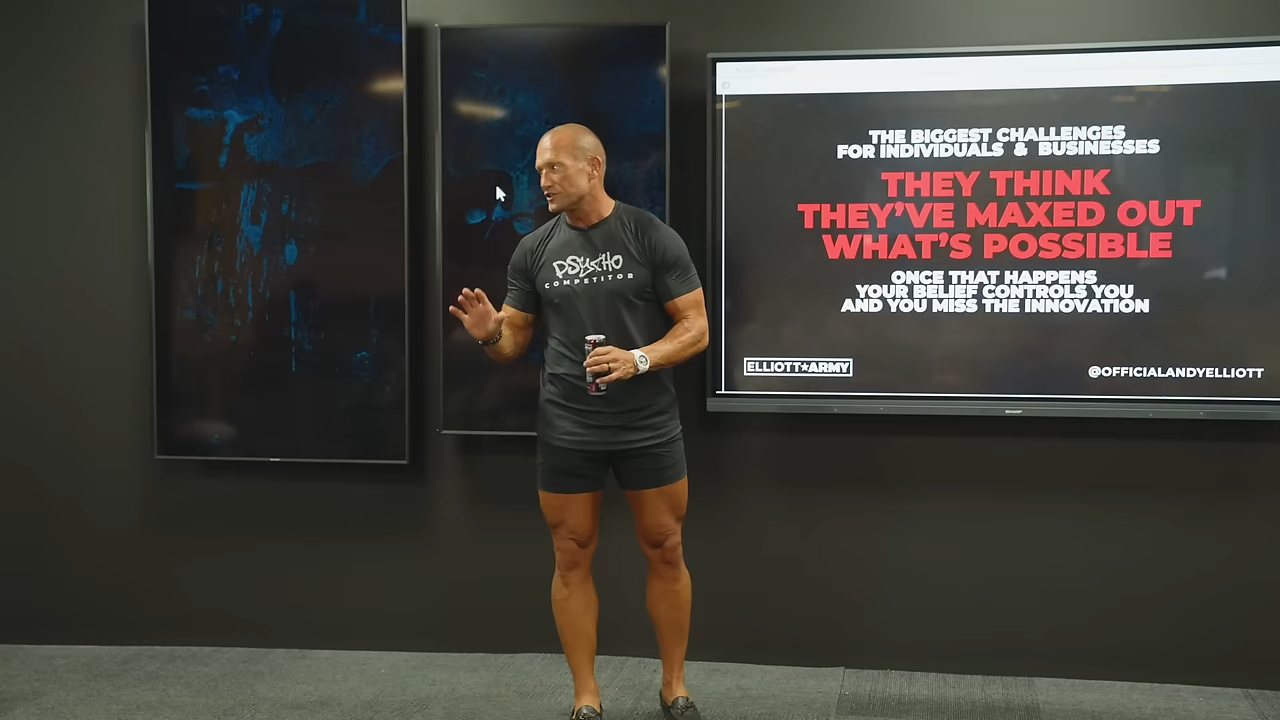 PSYCHO
COMPETITOR
THE BIGGEST CHALLENGES
FOR INDIVIDUALS & BUSINESSES
THEY THINK
THEY'VE MAXED OUT
WHAT'S POSSIBLE
ONCE THAT HAPPENS
YOUR BELIEF CONTROLS YOU
AND YOU MISS THE INNOVATION
ELLIOTT★ARMY
@OFFICIALANDYELLIOTT
SHARP